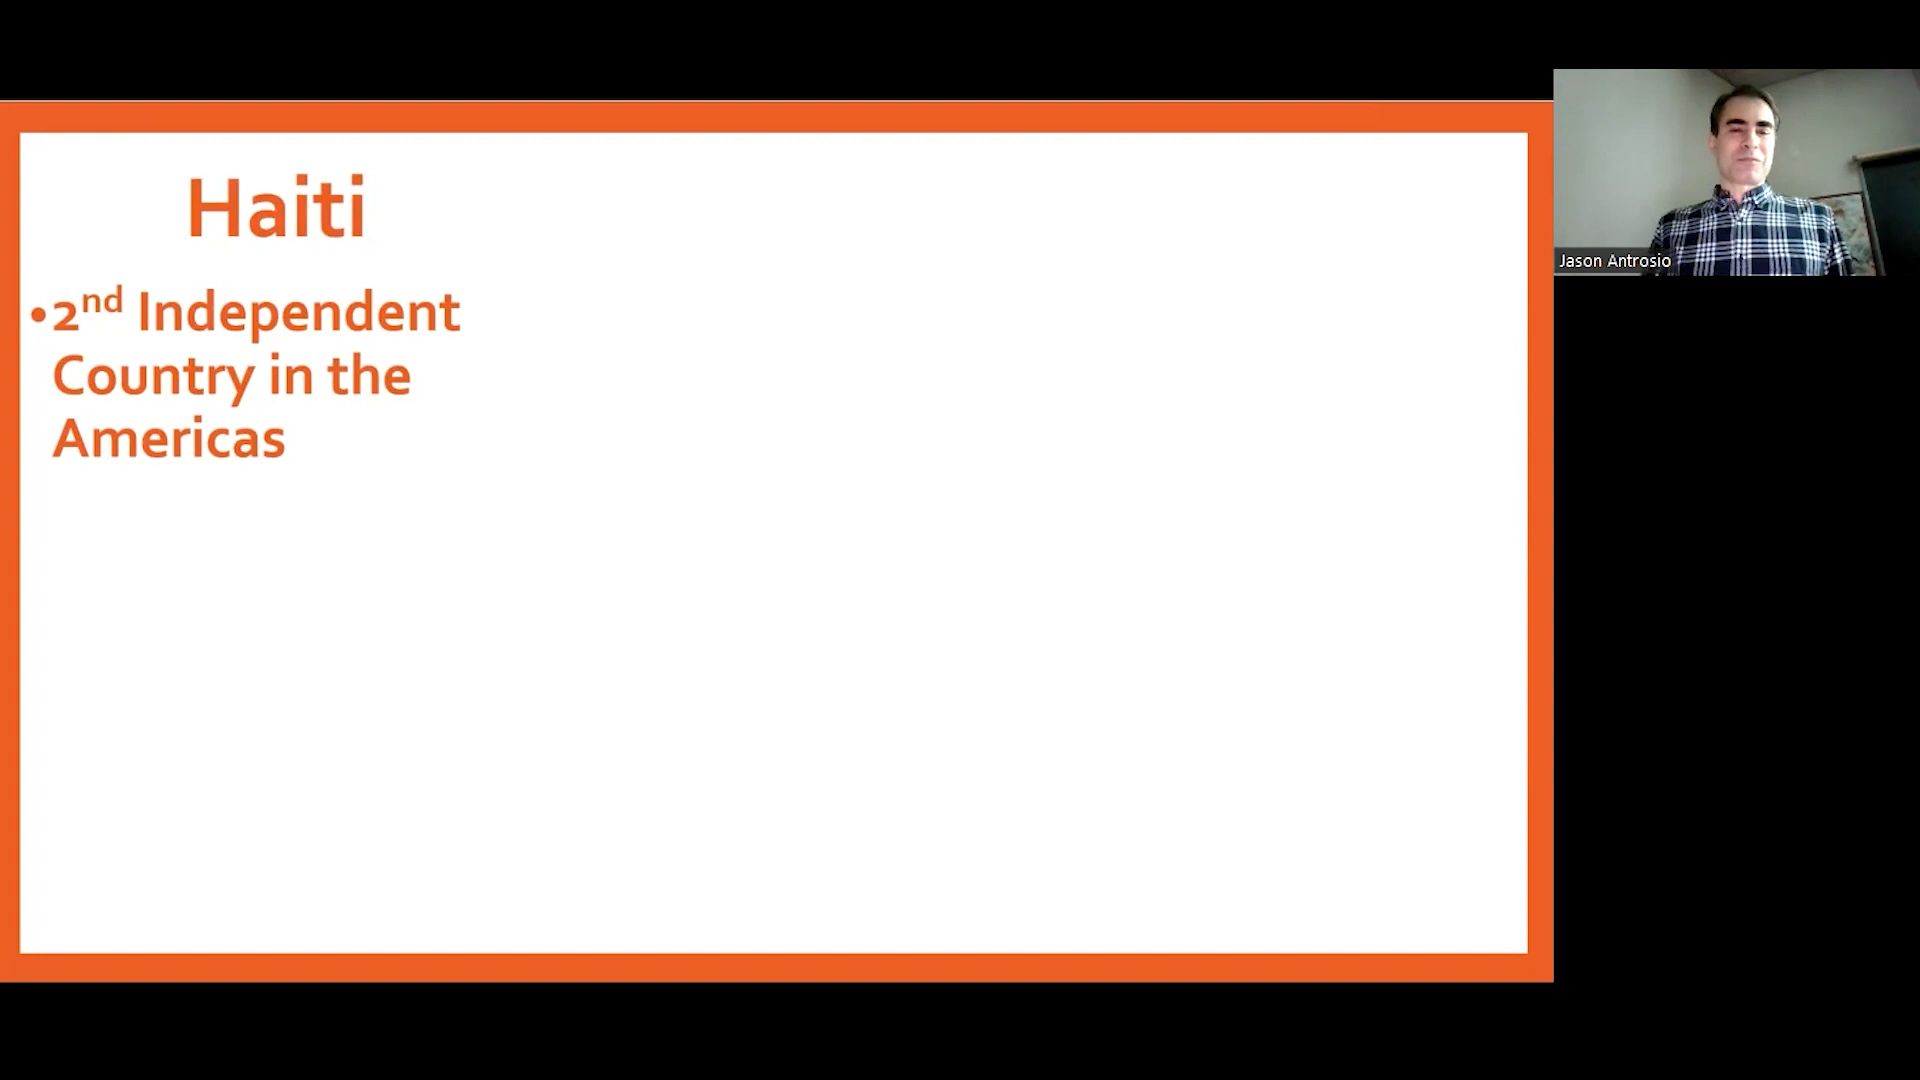 Haiti
•2nd Independent
Country in the
Americas
Jason Antrosio